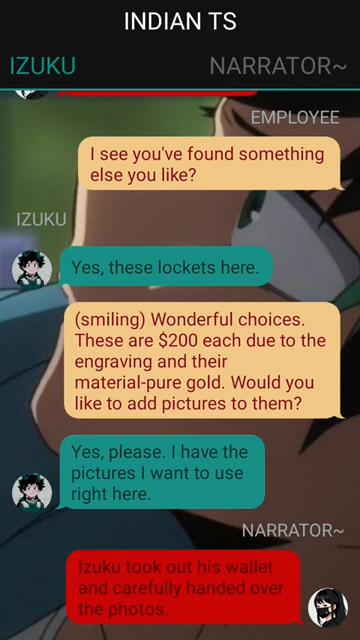 INDIAN TS
IZUKU NARRATOR~
EMPLOYEE
I see you've found something
else you like?
IZUKU
Yes, these lockets here.
(smiling) Wonderful choices.
These are $200 each due to the
engraving and their
material-pure gold. Would you
like to add pictures to them?
Yes, please. I have the
pictures I want to use
right here.
NARRATOR~
Izuku took out his wallet
and carefully handed over
the photos.